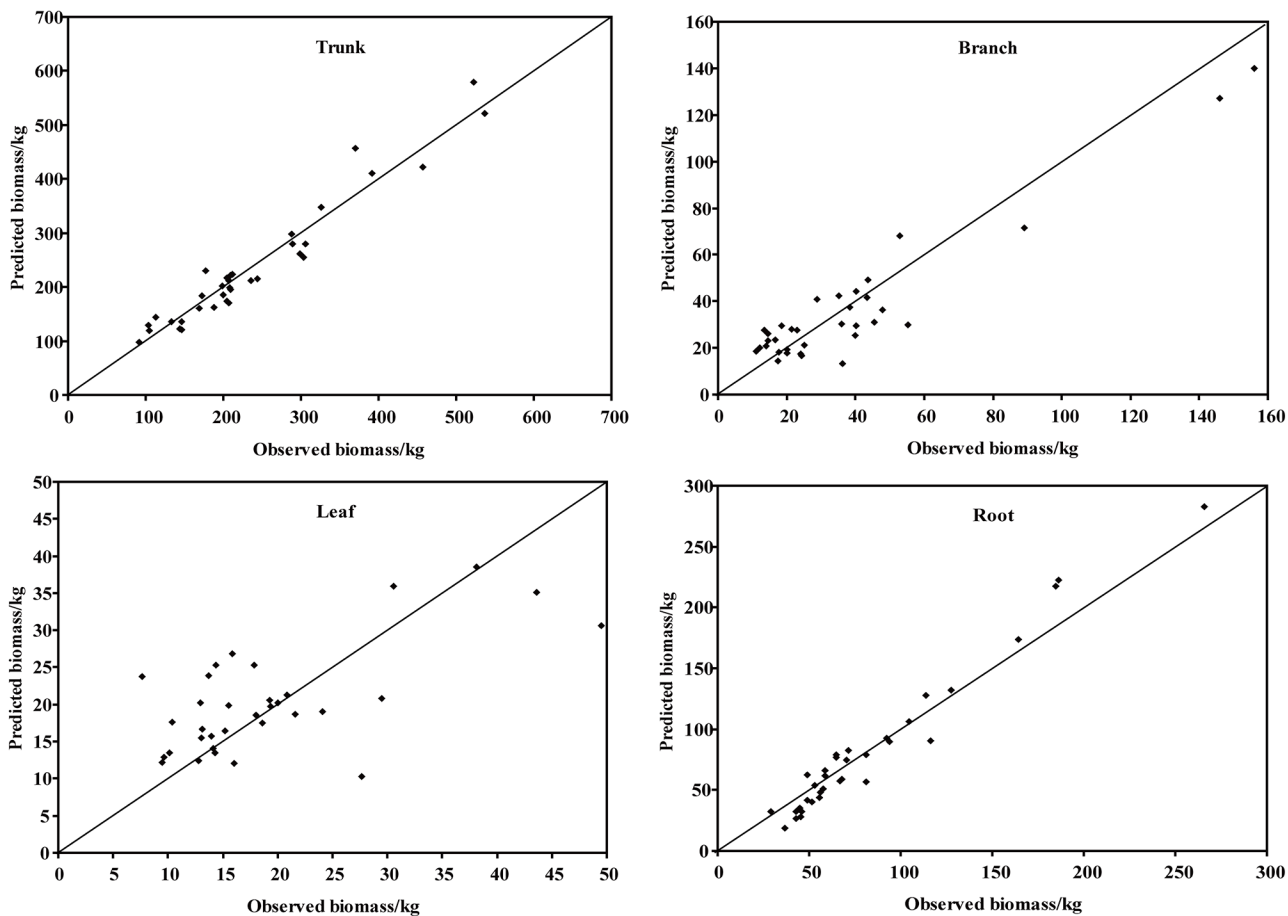 Trunk
Predicted biomass/kg
700
600
500
400
300
200
100
0
0 100 200 300 400 500 600 700
Observed biomass/kg
Branch
Predicted biomass/kg
160
140
120
100
80
60
40
20
0
0 20 40 60 80 100 120 140 160
Observed biomass/kg
Leaf
Predicted biomass/kg
50
45
40
35
30
25
20
15
10
5
0
0 5 10 15 20 25 30 35 40 45 50
Observed biomass/kg
Root
Predicted biomass/kg
300
250
200
150
100
50
0
0 50 100 150 200 250 300
Observed biomass/kg